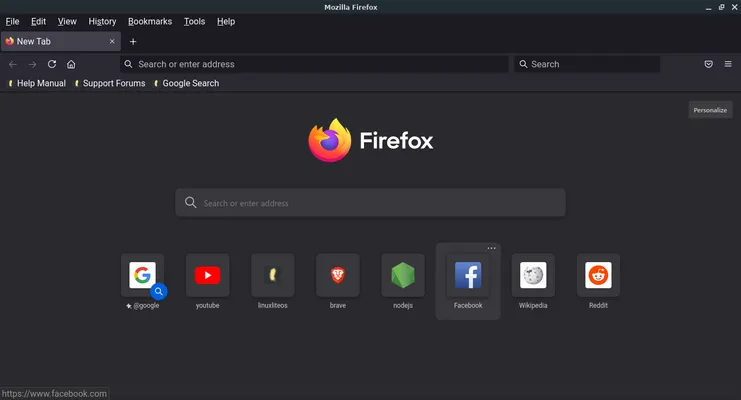 Mozilla Firefox
File Edit View History Bookmarks Tools Help
New Tab
Search or enter address
Search
Help Manual Support Forums Google Search
Personalize
Firefox
Search or enter address
@google youtube linuxliteos brave nodejs Facebook Wikipedia Reddit
https://www.facebook.com